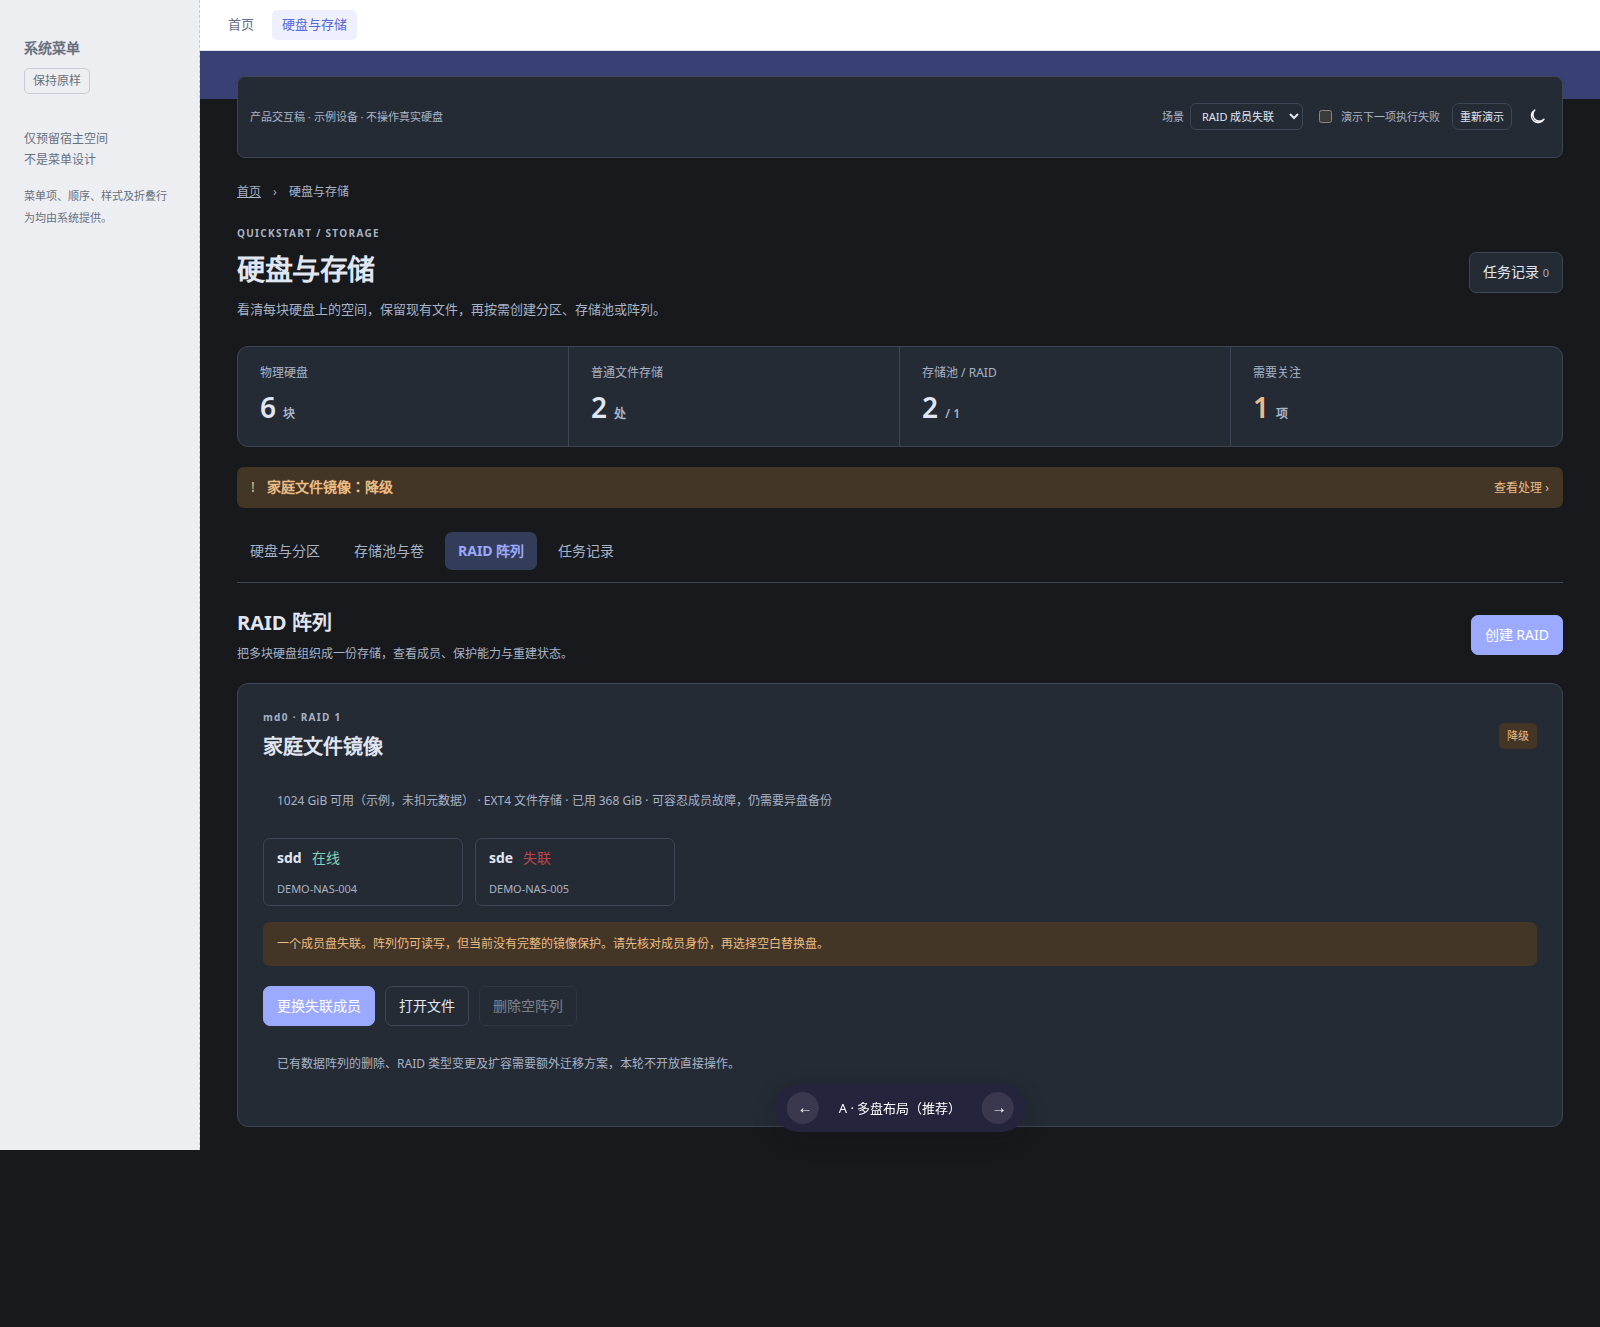 系统菜单
保持原样
仅预留宿主空间
不是菜单设计
菜单项、顺序、样式及折叠行
为均由系统提供。
首页 硬盘与存储
产品交互稿 · 示例设备 · 不操作真实硬盘
场景 RAID 成员失联 演示下一项执行失败 重新演示
首页 › 硬盘与存储
QUICKSTART / STORAGE
硬盘与存储
任务记录 0
看清每块硬盘上的空间，保留现有文件，再按需创建分区、存储池或阵列。
物理硬盘
6 块
普通文件存储
2 处
存储池 / RAID
2 / 1
需要关注
1 项
! 家庭文件镜像：降级
查看处理 ›
硬盘与分区 存储池与卷 RAID 阵列 任务记录
RAID 阵列
创建 RAID
把多块硬盘组织成一份存储，查看成员、保护能力与重建状态。
md0 · RAID 1
家庭文件镜像
降级
1024 GiB 可用（示例，未扣元数据） · EXT4 文件存储 · 已用 368 GiB · 可容忍成员故障，仍需要异盘备份
sdd 在线
DEMO-NAS-004
sde 失联
DEMO-NAS-005
一个成员盘失联。阵列仍可读写，但当前没有完整的镜像保护。请先核对成员身份，再选择空白替换盘。
更换失联成员 打开文件 删除空阵列
已有数据阵列的删除、RAID 类型变更及扩容需要额外迁移方案，本轮不开放直接操作。
← A · 多盘布局（推荐） →